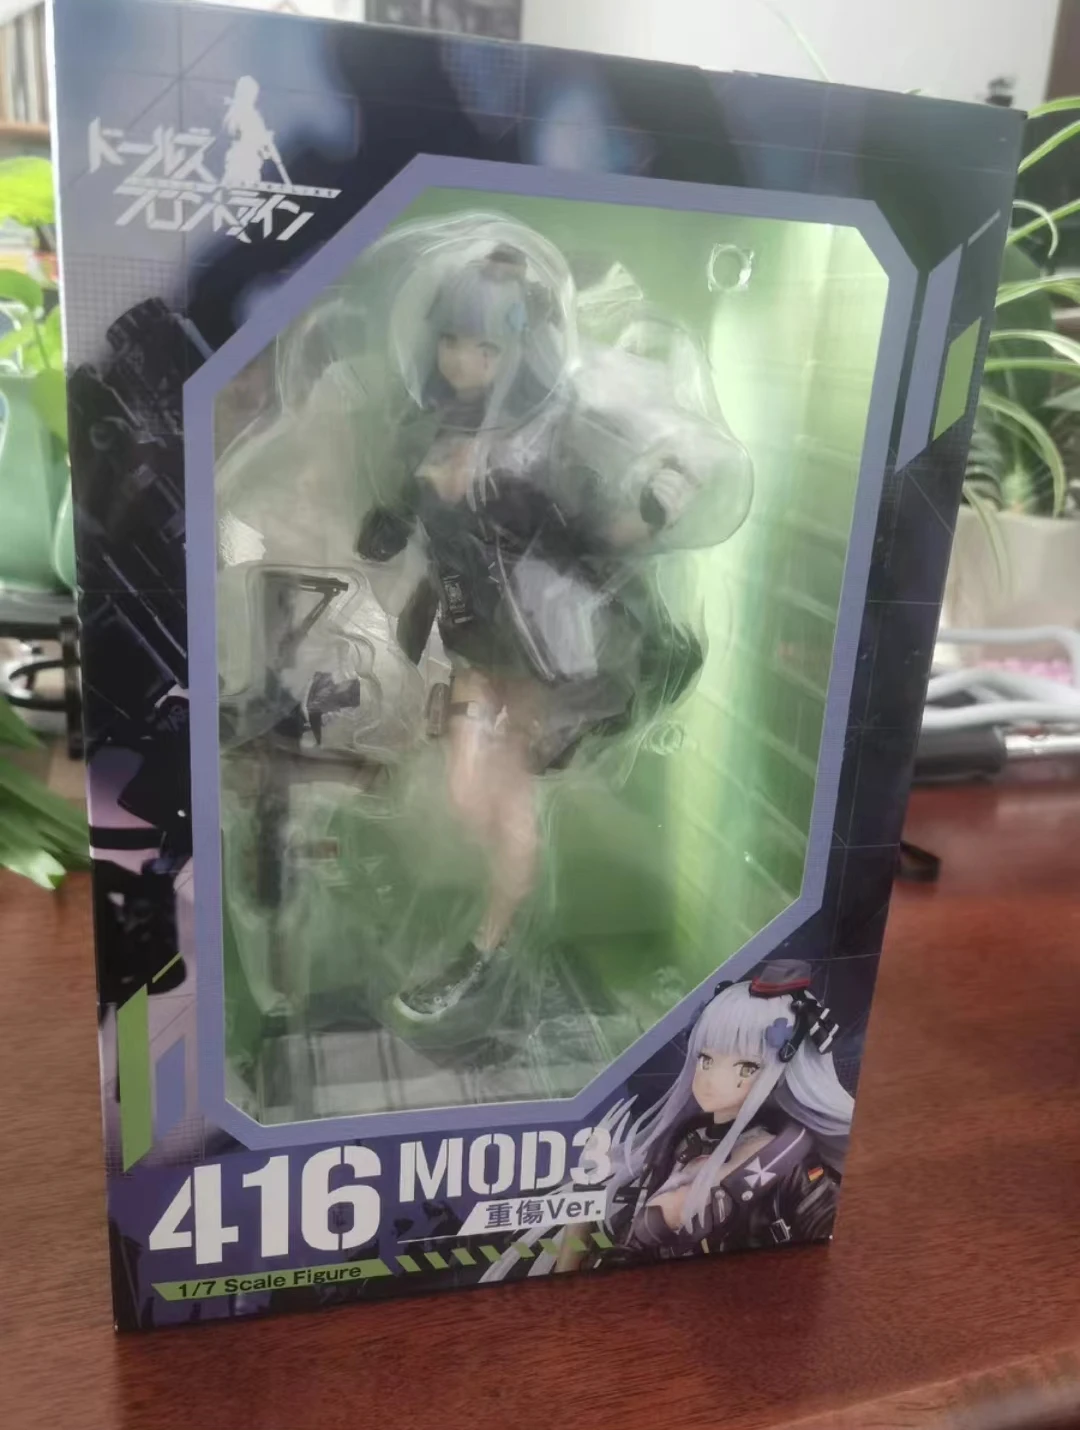 ドールズ
フロントライン
416
MOD3
重傷Ver.
1/7 Scale Figure